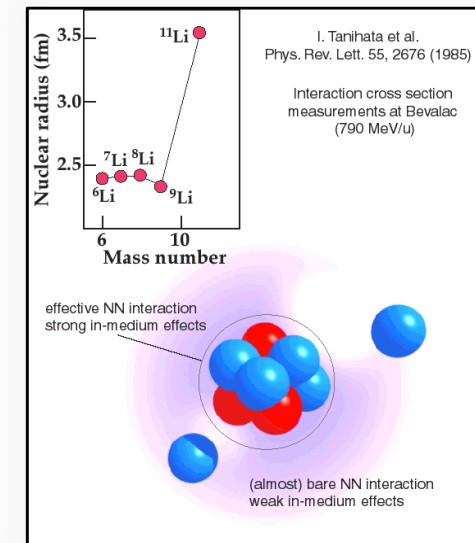 I. Tanihata et al.
Phys. Rev. Lett. 55, 2676 (1985)
Interaction cross section
measurements at Bevalac
(790 MeV/u)
Nuclear radius (fm)
3.5
3.0
2.5
¹¹Li
⁷Li
⁸Li
⁶Li
⁹Li
6
10
Mass number
effective NN interaction
strong in-medium effects
(almost) bare NN interaction
weak in-medium effects